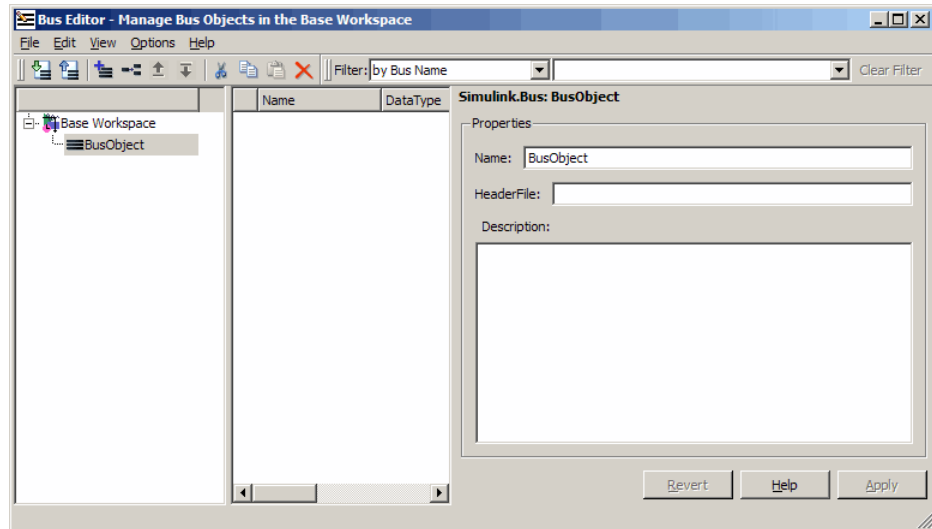 Bus Editor - Manage Bus Objects in the Base Workspace
File Edit View Options Help
Filter: by Bus Name Clear Filter
Name DataType
Base Workspace
BusObject
Simulink.Bus: BusObject
Properties
Name: BusObject
HeaderFile:
Description:
Revert Help Apply